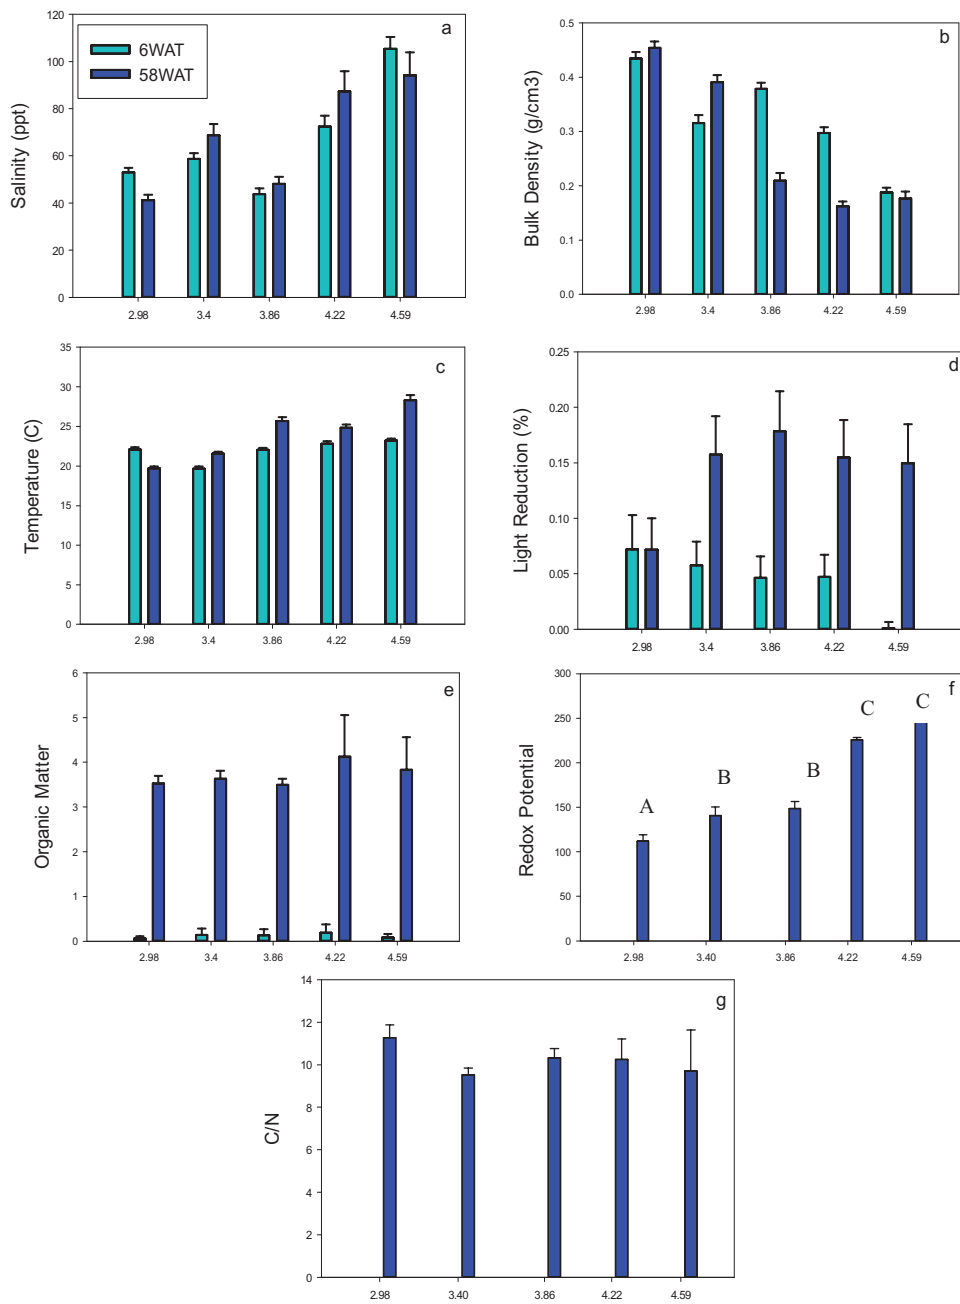 a
6WAT
58WAT
Salinity (ppt)
120
100
80
60
40
20
0
2.98 3.4 3.86 4.22 4.59
b
Bulk Density (g/cm3)
0.5
0.4
0.3
0.2
0.1
0.0
2.98 3.4 3.86 4.22 4.59
c
Temperature (C)
35
30
25
20
15
10
5
0
2.98 3.4 3.86 4.22 4.59
d
Light Reduction (%)
0.25
0.20
0.15
0.10
0.05
0.00
2.98 3.4 3.86 4.22 4.59
e
Organic Matter
6
5
4
3
2
1
0
2.98 3.4 3.86 4.22 4.59
f
Redox Potential
300
250
200
150
100
50
0
A B B C C
2.98 3.40 3.86 4.22 4.59
g
C/N
14
12
10
8
6
4
2
0
2.98 3.40 3.86 4.22 4.59